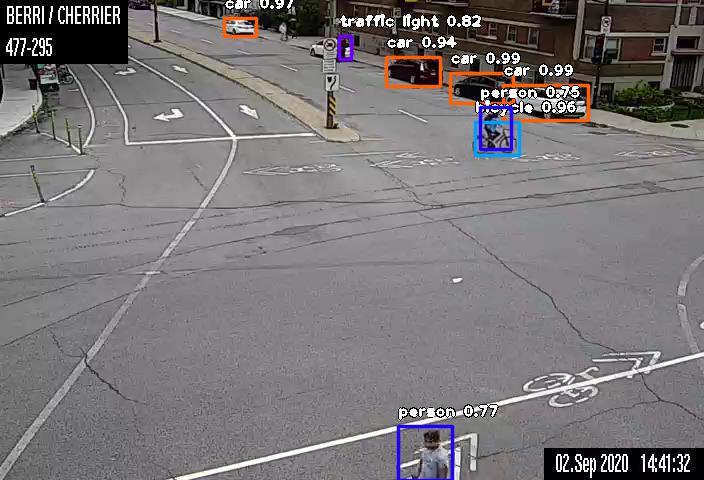 BERRI / CHERRIER
477-295
car 0.97
traffic light 0.82
car 0.94
car 0.99
car 0.99
person 0.75
bicycle 0.96
person 0.77
02.Sep 2020 14:41:32